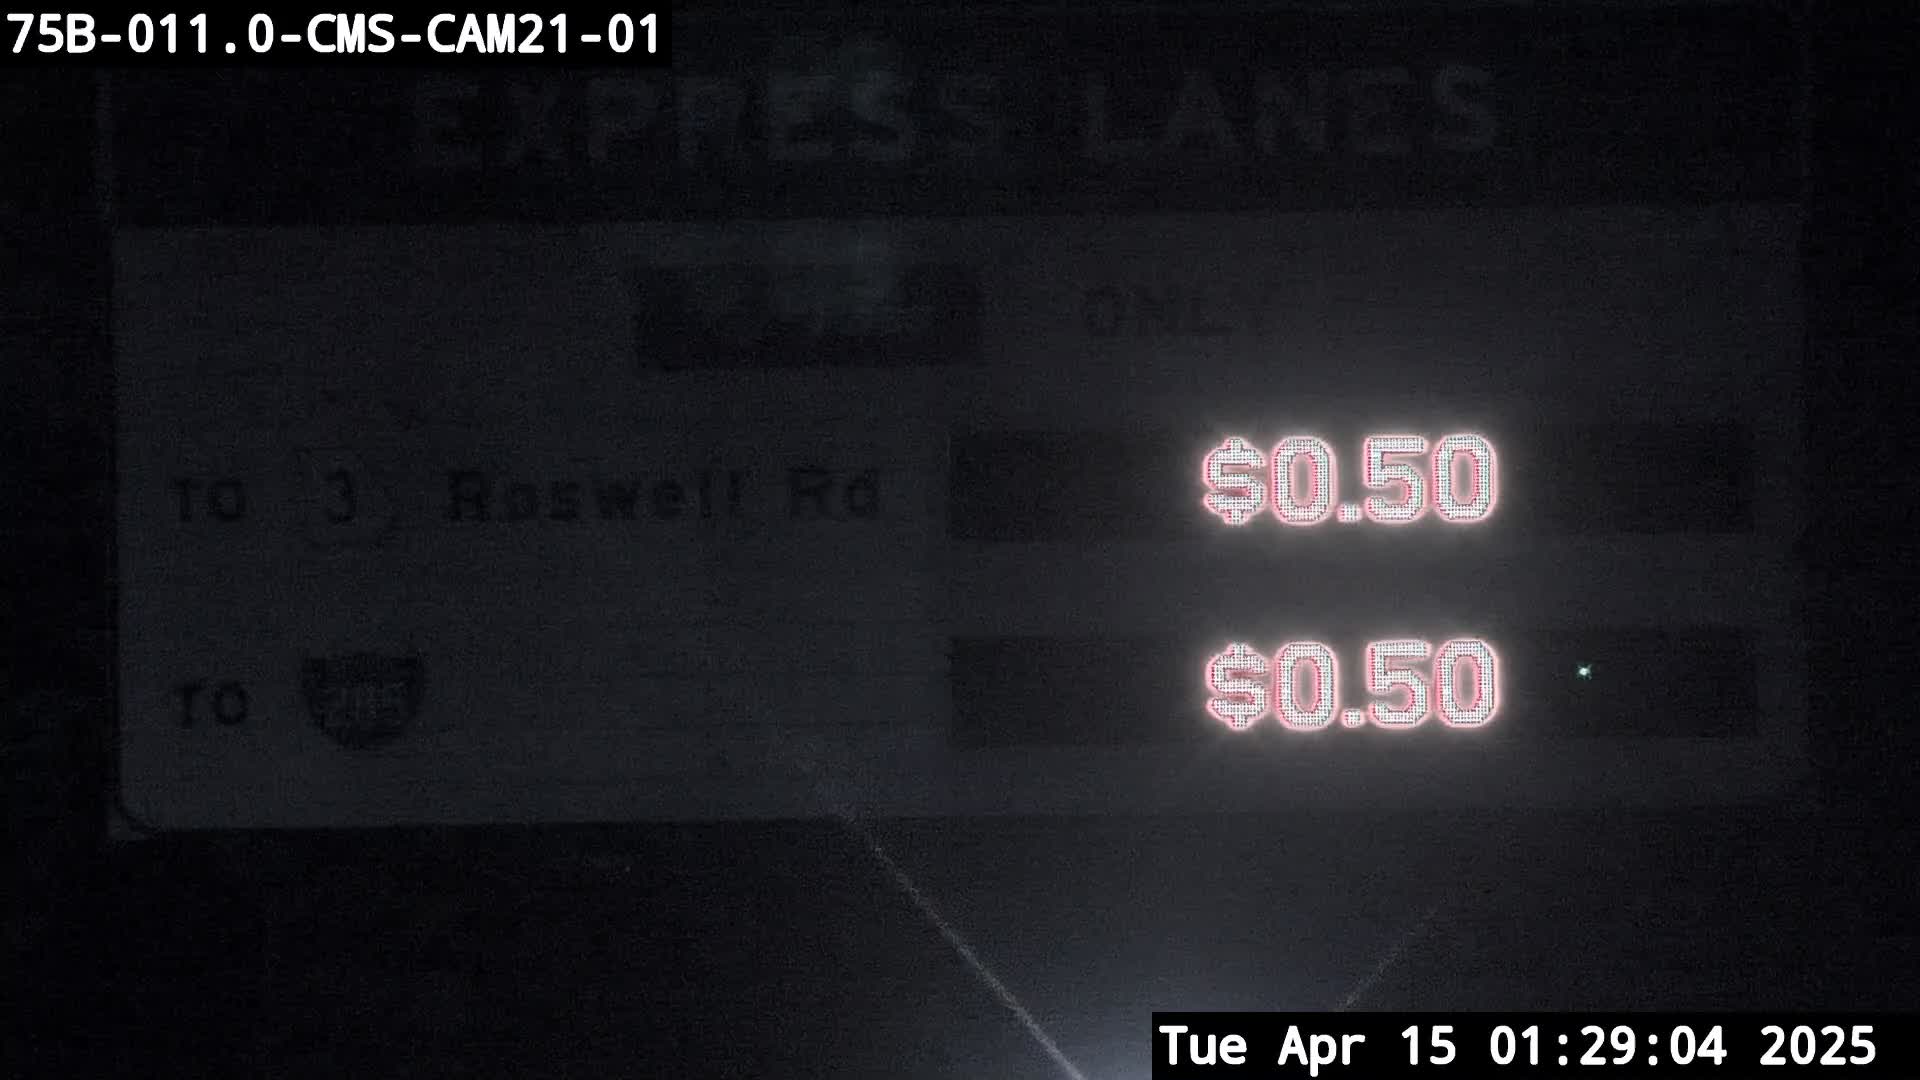 75B-011.0-CMS-CAM21-01
EXPRESS LANES
ONLY
TO 3 Roswell Rd $0.50
TO $0.50
Tue Apr 15 01:29:04 2025